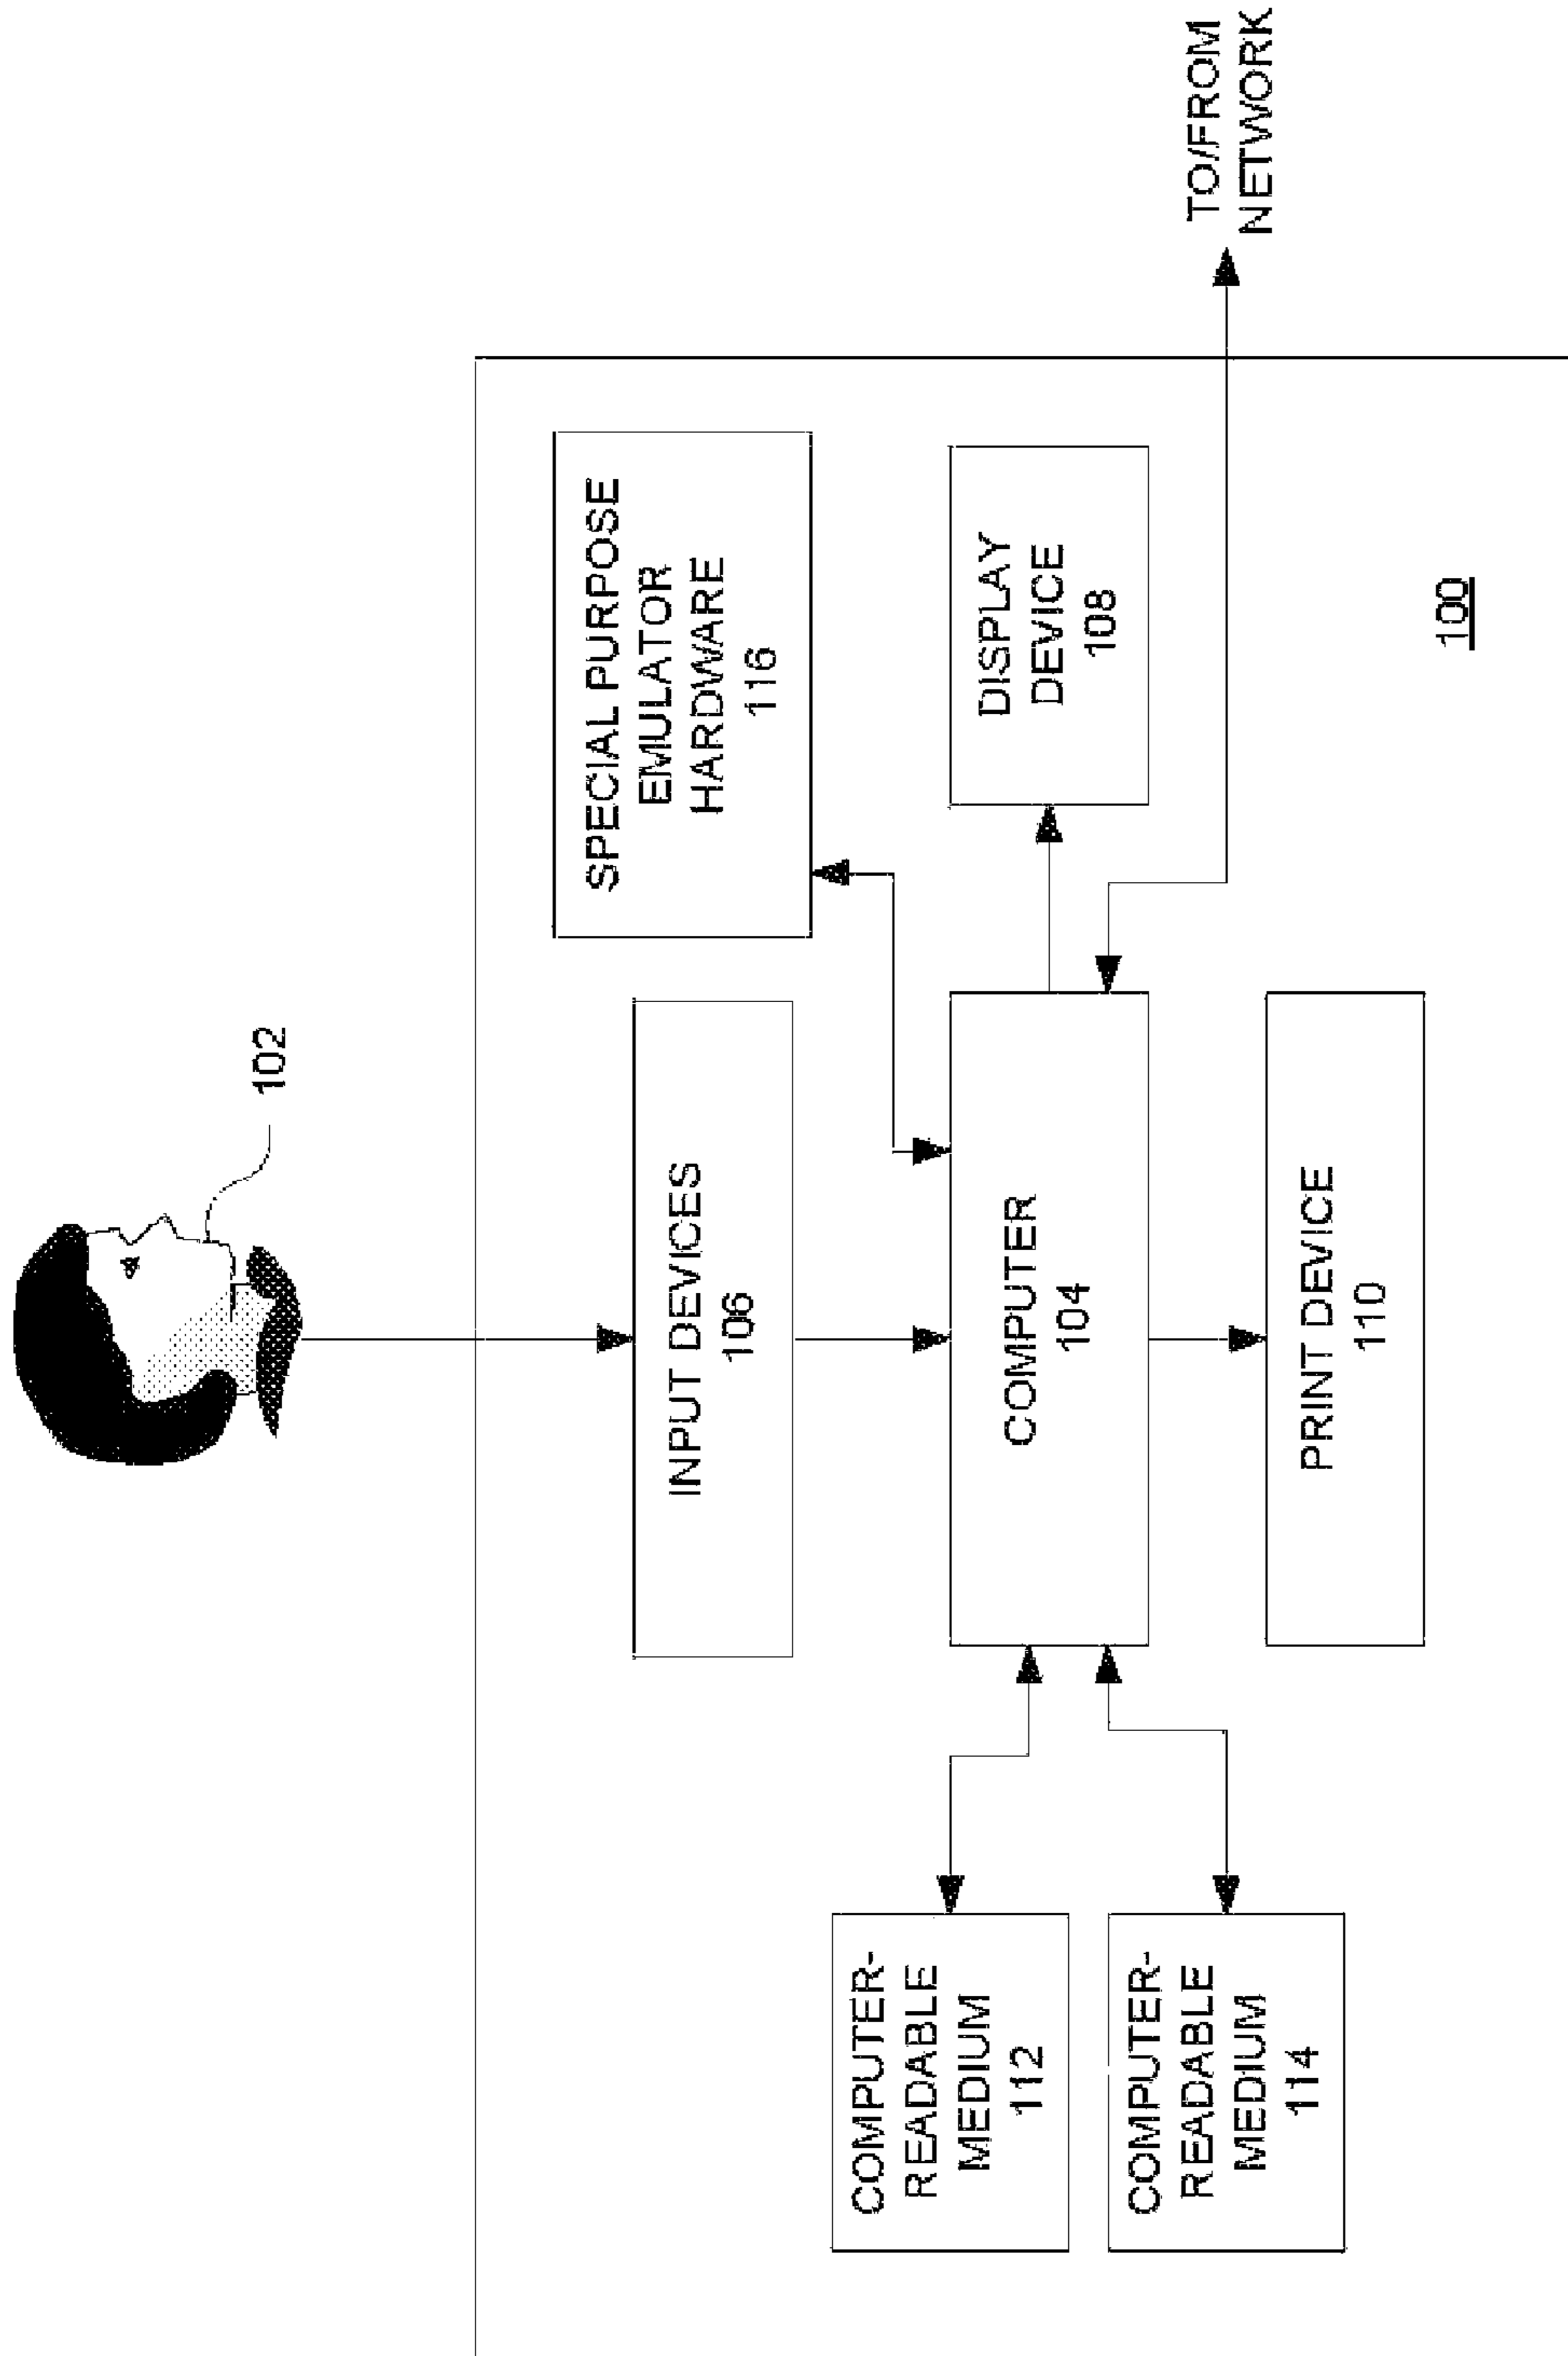 102
INPUT DEVICES
106
SPECIAL PURPOSE
EMULATOR
HARDWARE
116
COMPUTER-
READABLE
MEDIUM
112
COMPUTER
104
DISPLAY
DEVICE
108
COMPUTER-
READABLE
MEDIUM
114
TO/FROM
NETWORK
PRINT DEVICE
110
100